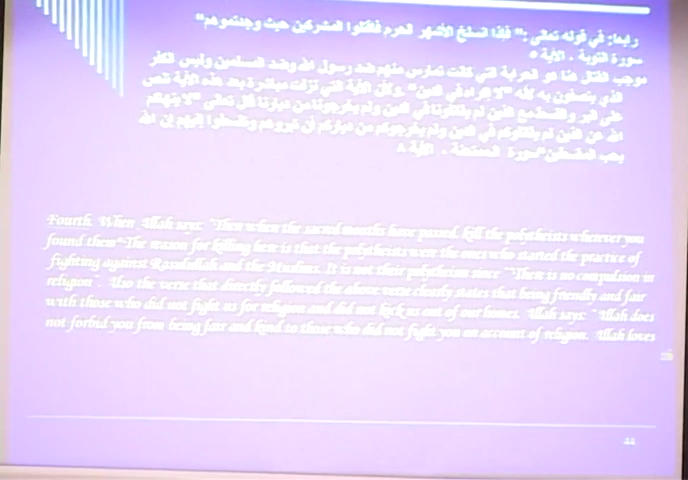 رابعا: في قوله تعالى :" فإذا انسلخ الأشهر الحرم فاقتلوا المشركين حيث وجدتموهم"
سورة التوبة . الآية ٥
موجب القتال هنا هو الحرابة التي كانت تمارس منهم ضد رسول الله وضد المسلمين وليس الكفر
الذي يتصفون به لأنه "لا إكراه في الدين" .وكأن الآية التي نزلت مباشرة بعد هذه الآية تنص
على البر والقسط مع الذين لم يقاتلونا في الدين ولم يخرجونا من ديارنا قال تعالى "لا ينهاكم
الله عن الذين لم يقاتلوكم في الدين ولم يخرجوكم من دياركم أن تبروهم وتقسطوا إليهم إن الله
يحب المقسطين"سورة الممتحنة . الآية ٨
Fourth. When Allah says: "Then when the sacred months have passed, kill the polytheists wherever you
found them" The reason for killing here is that the polytheists were the ones who started the practice of
fighting against Rasulullah and the Muslims. It is not their polytheism since "There is no compulsion in
religion". Also the verse that directly followed the above verse clearly states that being friendly and fair
with those who did not fight us for religion and did not kick us out of our homes. Allah says: "Allah does
not forbid you from being fair and kind to those who did not fight you on account of religion. Allah loves
44